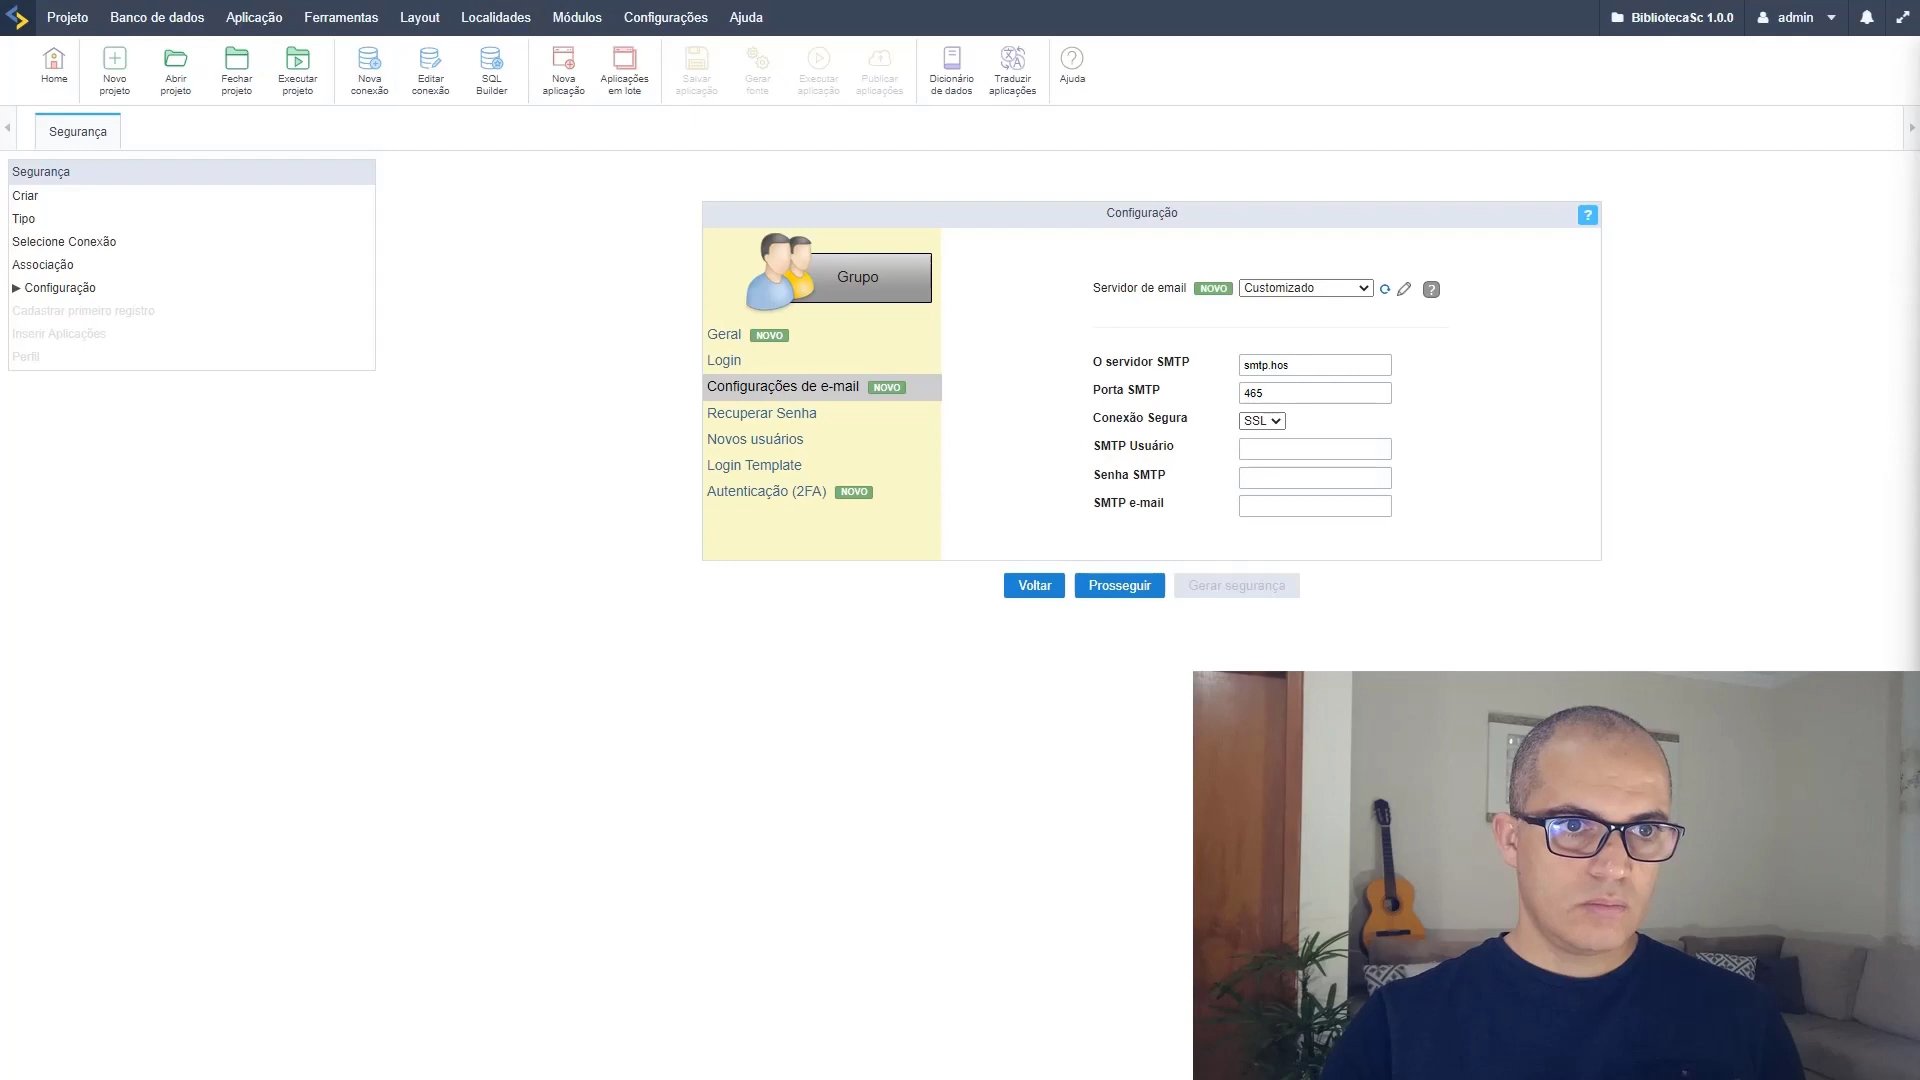 Projeto Banco de dados Aplicação Ferramentas Layout Localidades Módulos Configurações Ajuda BibliotecaSc 1.0.0 admin
Home
Novo projeto
Abrir projeto
Fechar projeto
Executar projeto
Nova conexão
Editar conexão
SQL Builder
Nova aplicação
Aplicações em lote
Salvar aplicação
Gerar fonte
Executar aplicação
Publicar aplicações
Dicionário de dados
Traduzir aplicações
Ajuda
Segurança
Segurança
Criar
Tipo
Selecione Conexão
Associação
▶ Configuração
Cadastrar primeiro registro
Inserir Aplicações
Perfil
Configuração ?
Grupo
Geral NOVO
Login
Configurações de e-mail NOVO
Recuperar Senha
Novos usuários
Login Template
Autenticação (2FA) NOVO
Servidor de email NOVO Customizado ?
O servidor SMTP smtp.hos
Porta SMTP 465
Conexão Segura SSL
SMTP Usuário
Senha SMTP
SMTP e-mail
Voltar Prosseguir Gerar segurança